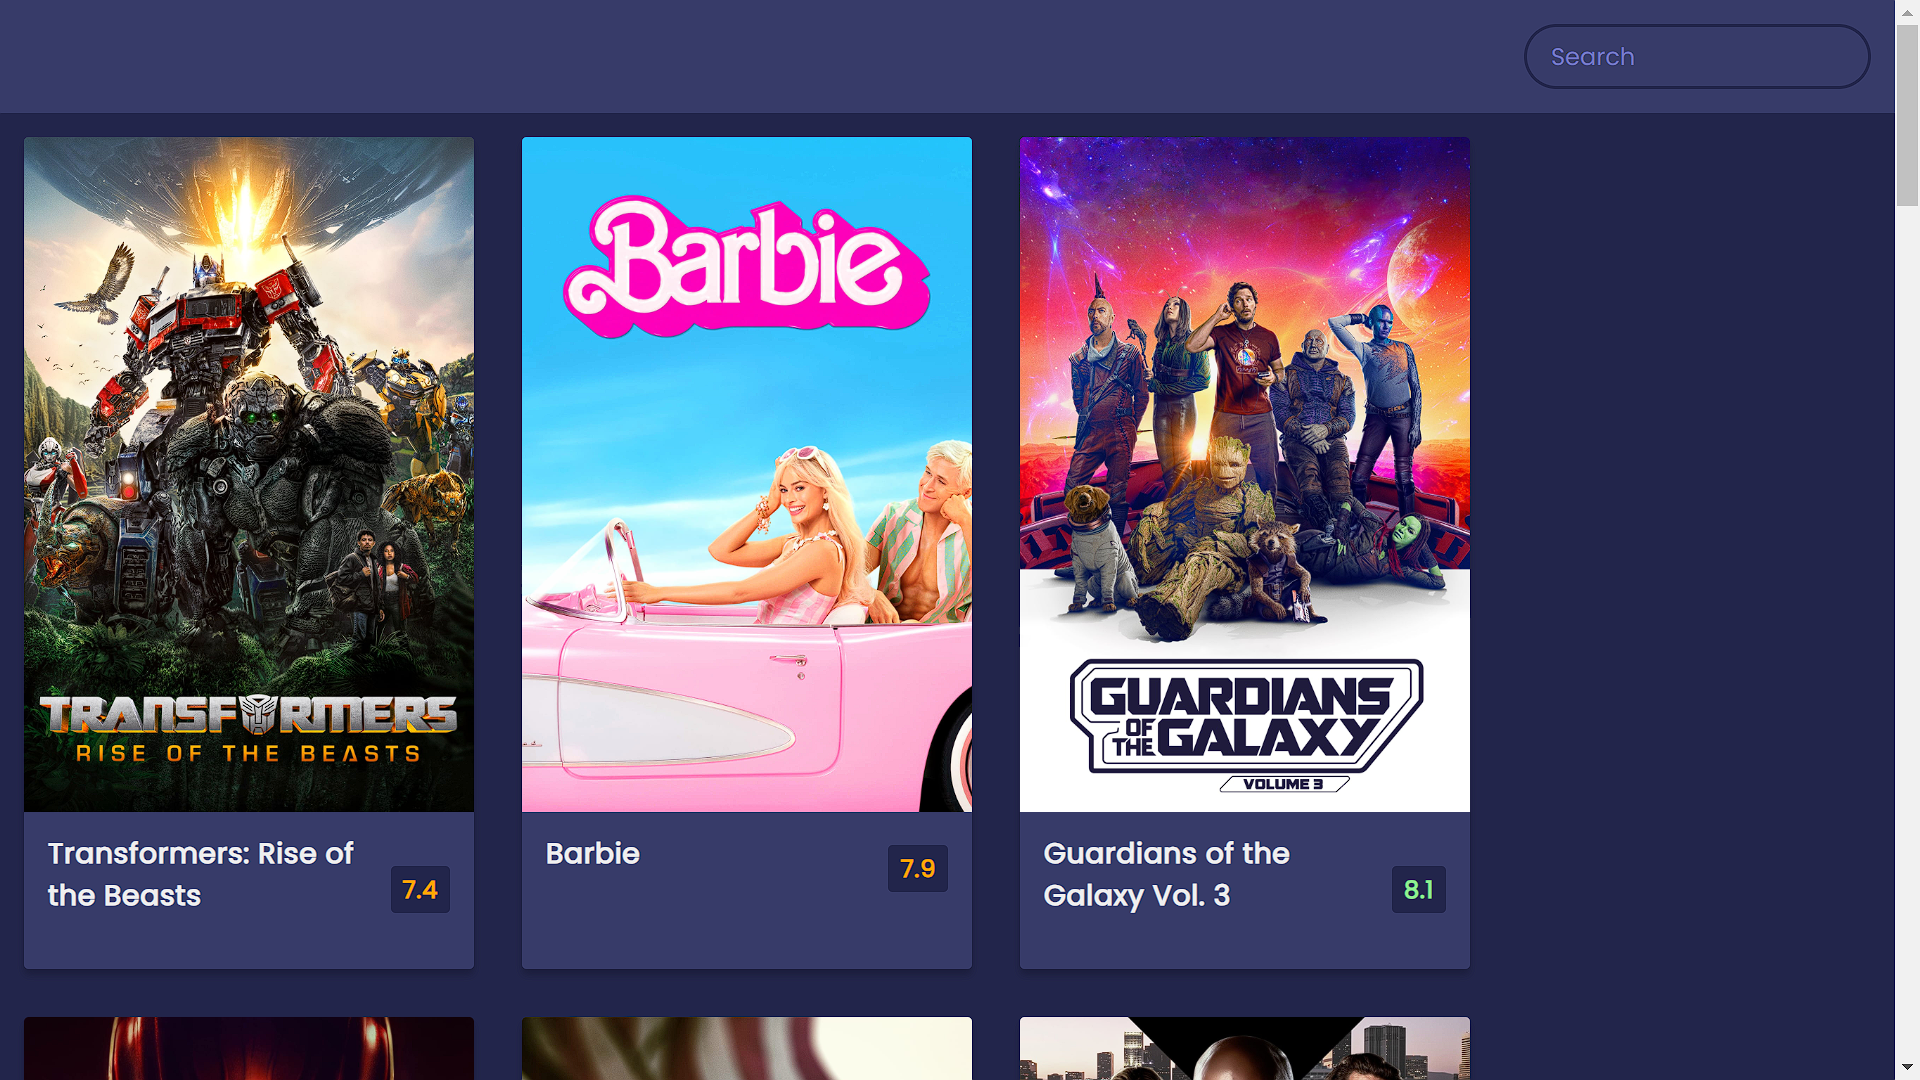 Search
TRANSFORMERS
RISE OF THE BEASTS
Barbie
GUARDIANS
OF
THE GALAXY
VOLUME 3
Transformers: Rise of
the Beasts
7.4
Barbie
7.9
Guardians of the
Galaxy Vol. 3
8.1